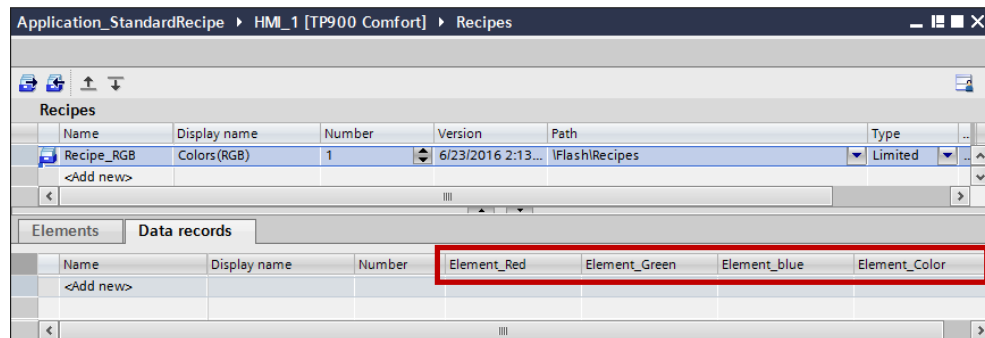 Application_StandardRecipe ▸ HMI_1 [TP900 Comfort] ▸ Recipes
Recipes
Name Display name Number Version Path Type ..
Recipe_RGB Colors(RGB) 1 6/23/2016 2:13... \Flash\Recipes Limited ..
<Add new>
Elements Data records
Name Display name Number Element_Red Element_Green Element_blue Element_Color
<Add new>